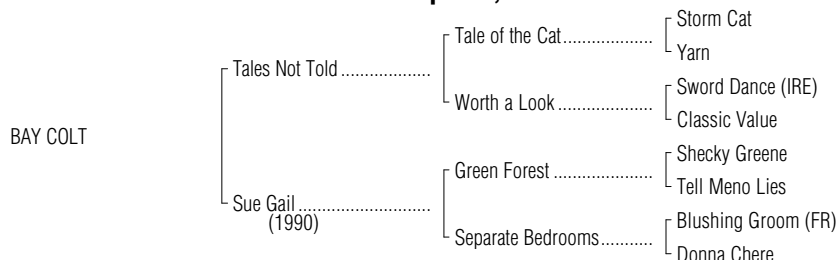 Storm Cat
Tale of the Cat
Yarn
Tales Not Told
Sword Dance (IRE)
Worth a Look
Classic Value
BAY COLT
Shecky Greene
Green Forest
Tell Meno Lies
Sue Gail
(1990)
Blushing Groom (FR)
Separate Bedrooms
Donna Chere